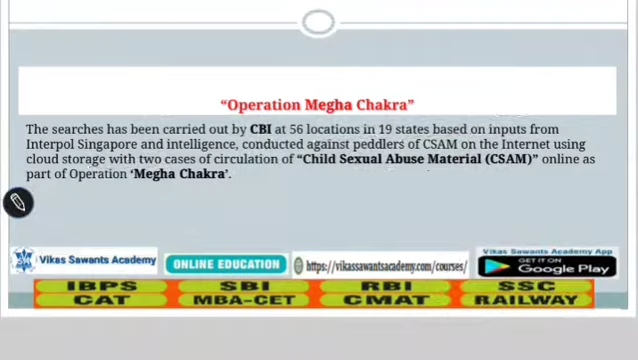 “Operation Megha Chakra”
The searches has been carried out by CBI at 56 locations in 19 states based on inputs from
Interpol Singapore and intelligence, conducted against peddlers of CSAM on the Internet using
cloud storage with two cases of circulation of “Child Sexual Abuse Material (CSAM)” online as
part of Operation ‘Megha Chakra’.
Vikas Sawants Academy
ONLINE EDUCATION
https://vikassawantsacademy.com/courses/
Vikas Sawants Academy App
GET IT ON
Google Play
IBPS SBI RBI SSC
CAT MBA-CET CMAT RAILWAY